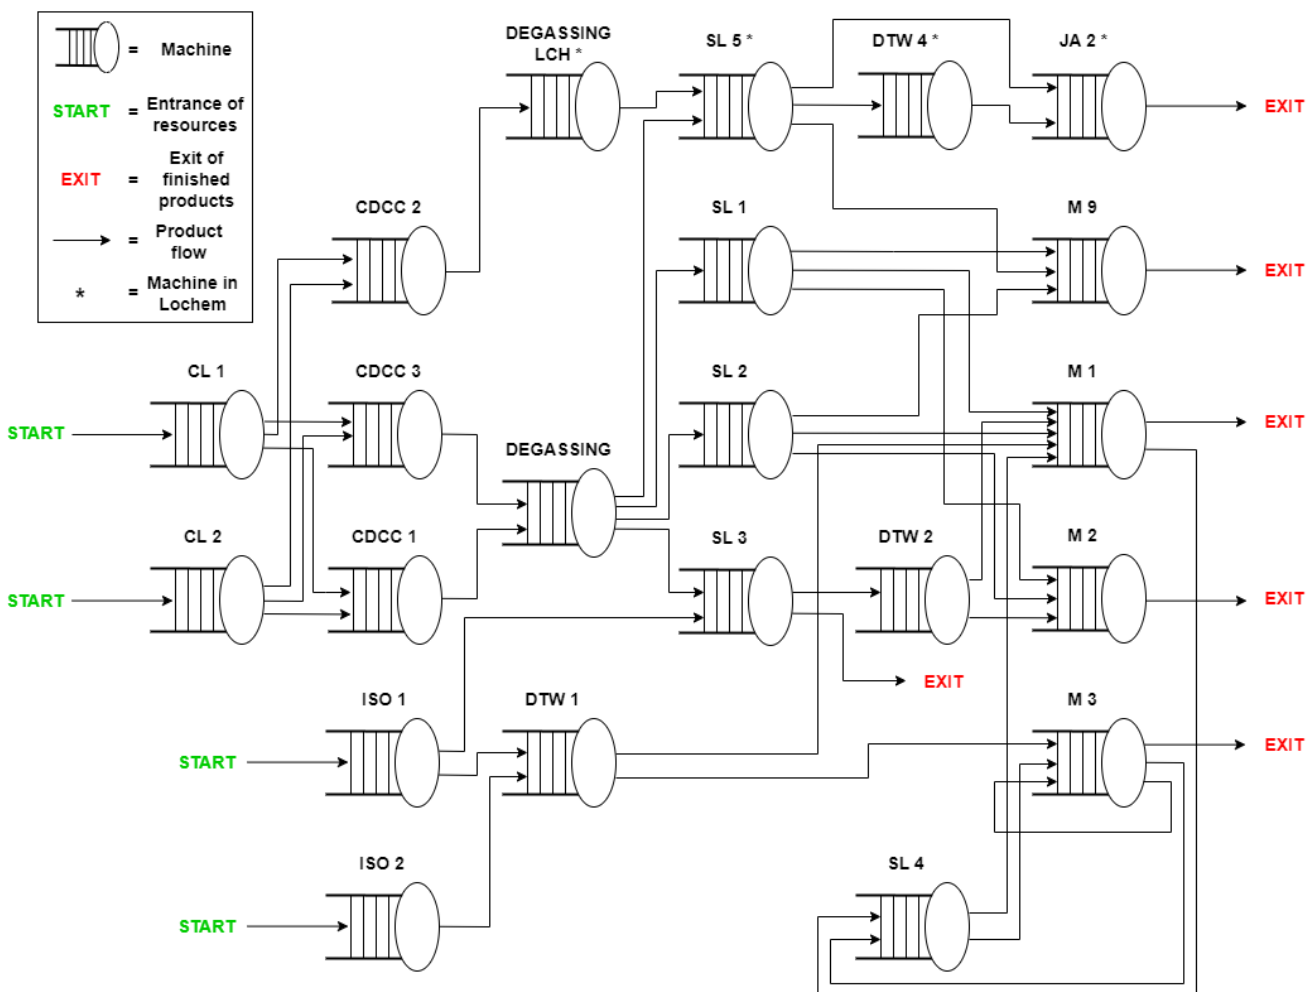 = Machine
START = Entrance of
resources
EXIT = Exit of
finished
products
= Product
flow
* = Machine in
Lochem
DEGASSING
LCH *
SL 5 *
DTW 4 *
JA 2 *
EXIT
CDCC 2
SL 1
M 9
EXIT
CL 1
CDCC 3
SL 2
M 1
START
EXIT
DEGASSING
CL 2
CDCC 1
SL 3
DTW 2
M 2
START
EXIT
EXIT
ISO 1
DTW 1
M 3
START
EXIT
ISO 2
SL 4
START